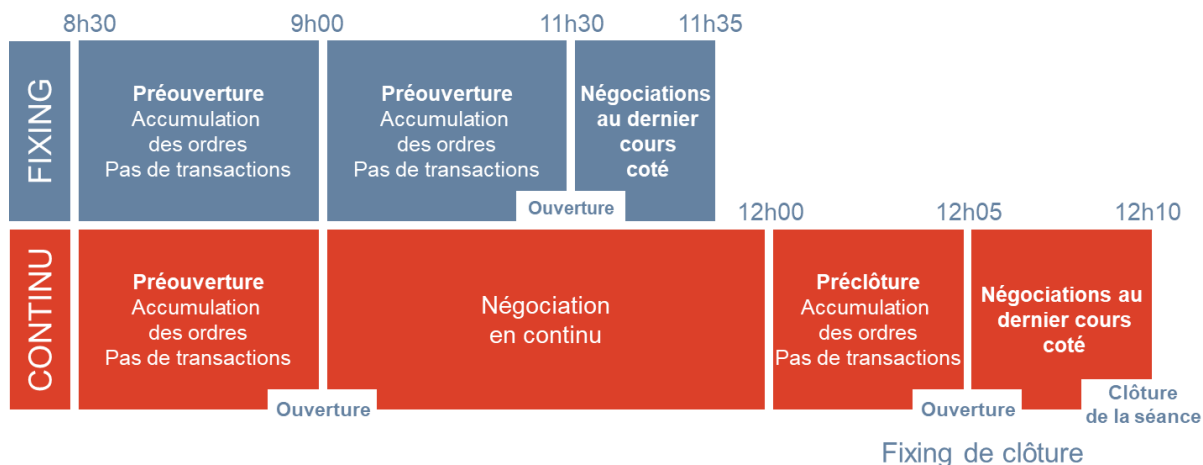 8h30
9h00
11h30
11h35
FIXING
Préouverture
Accumulation
des ordres
Pas de transactions
Préouverture
Accumulation
des ordres
Pas de transactions
Négociations
au dernier
cours
coté
Ouverture
12h00
12h05
12h10
CONTINU
Préouverture
Accumulation
des ordres
Pas de transactions
Négociation
en continu
Préclôture
Accumulation
des ordres
Pas de transactions
Négociations au
dernier cours
coté
Ouverture
Ouverture
Clôture
de la séance
Fixing de clôture